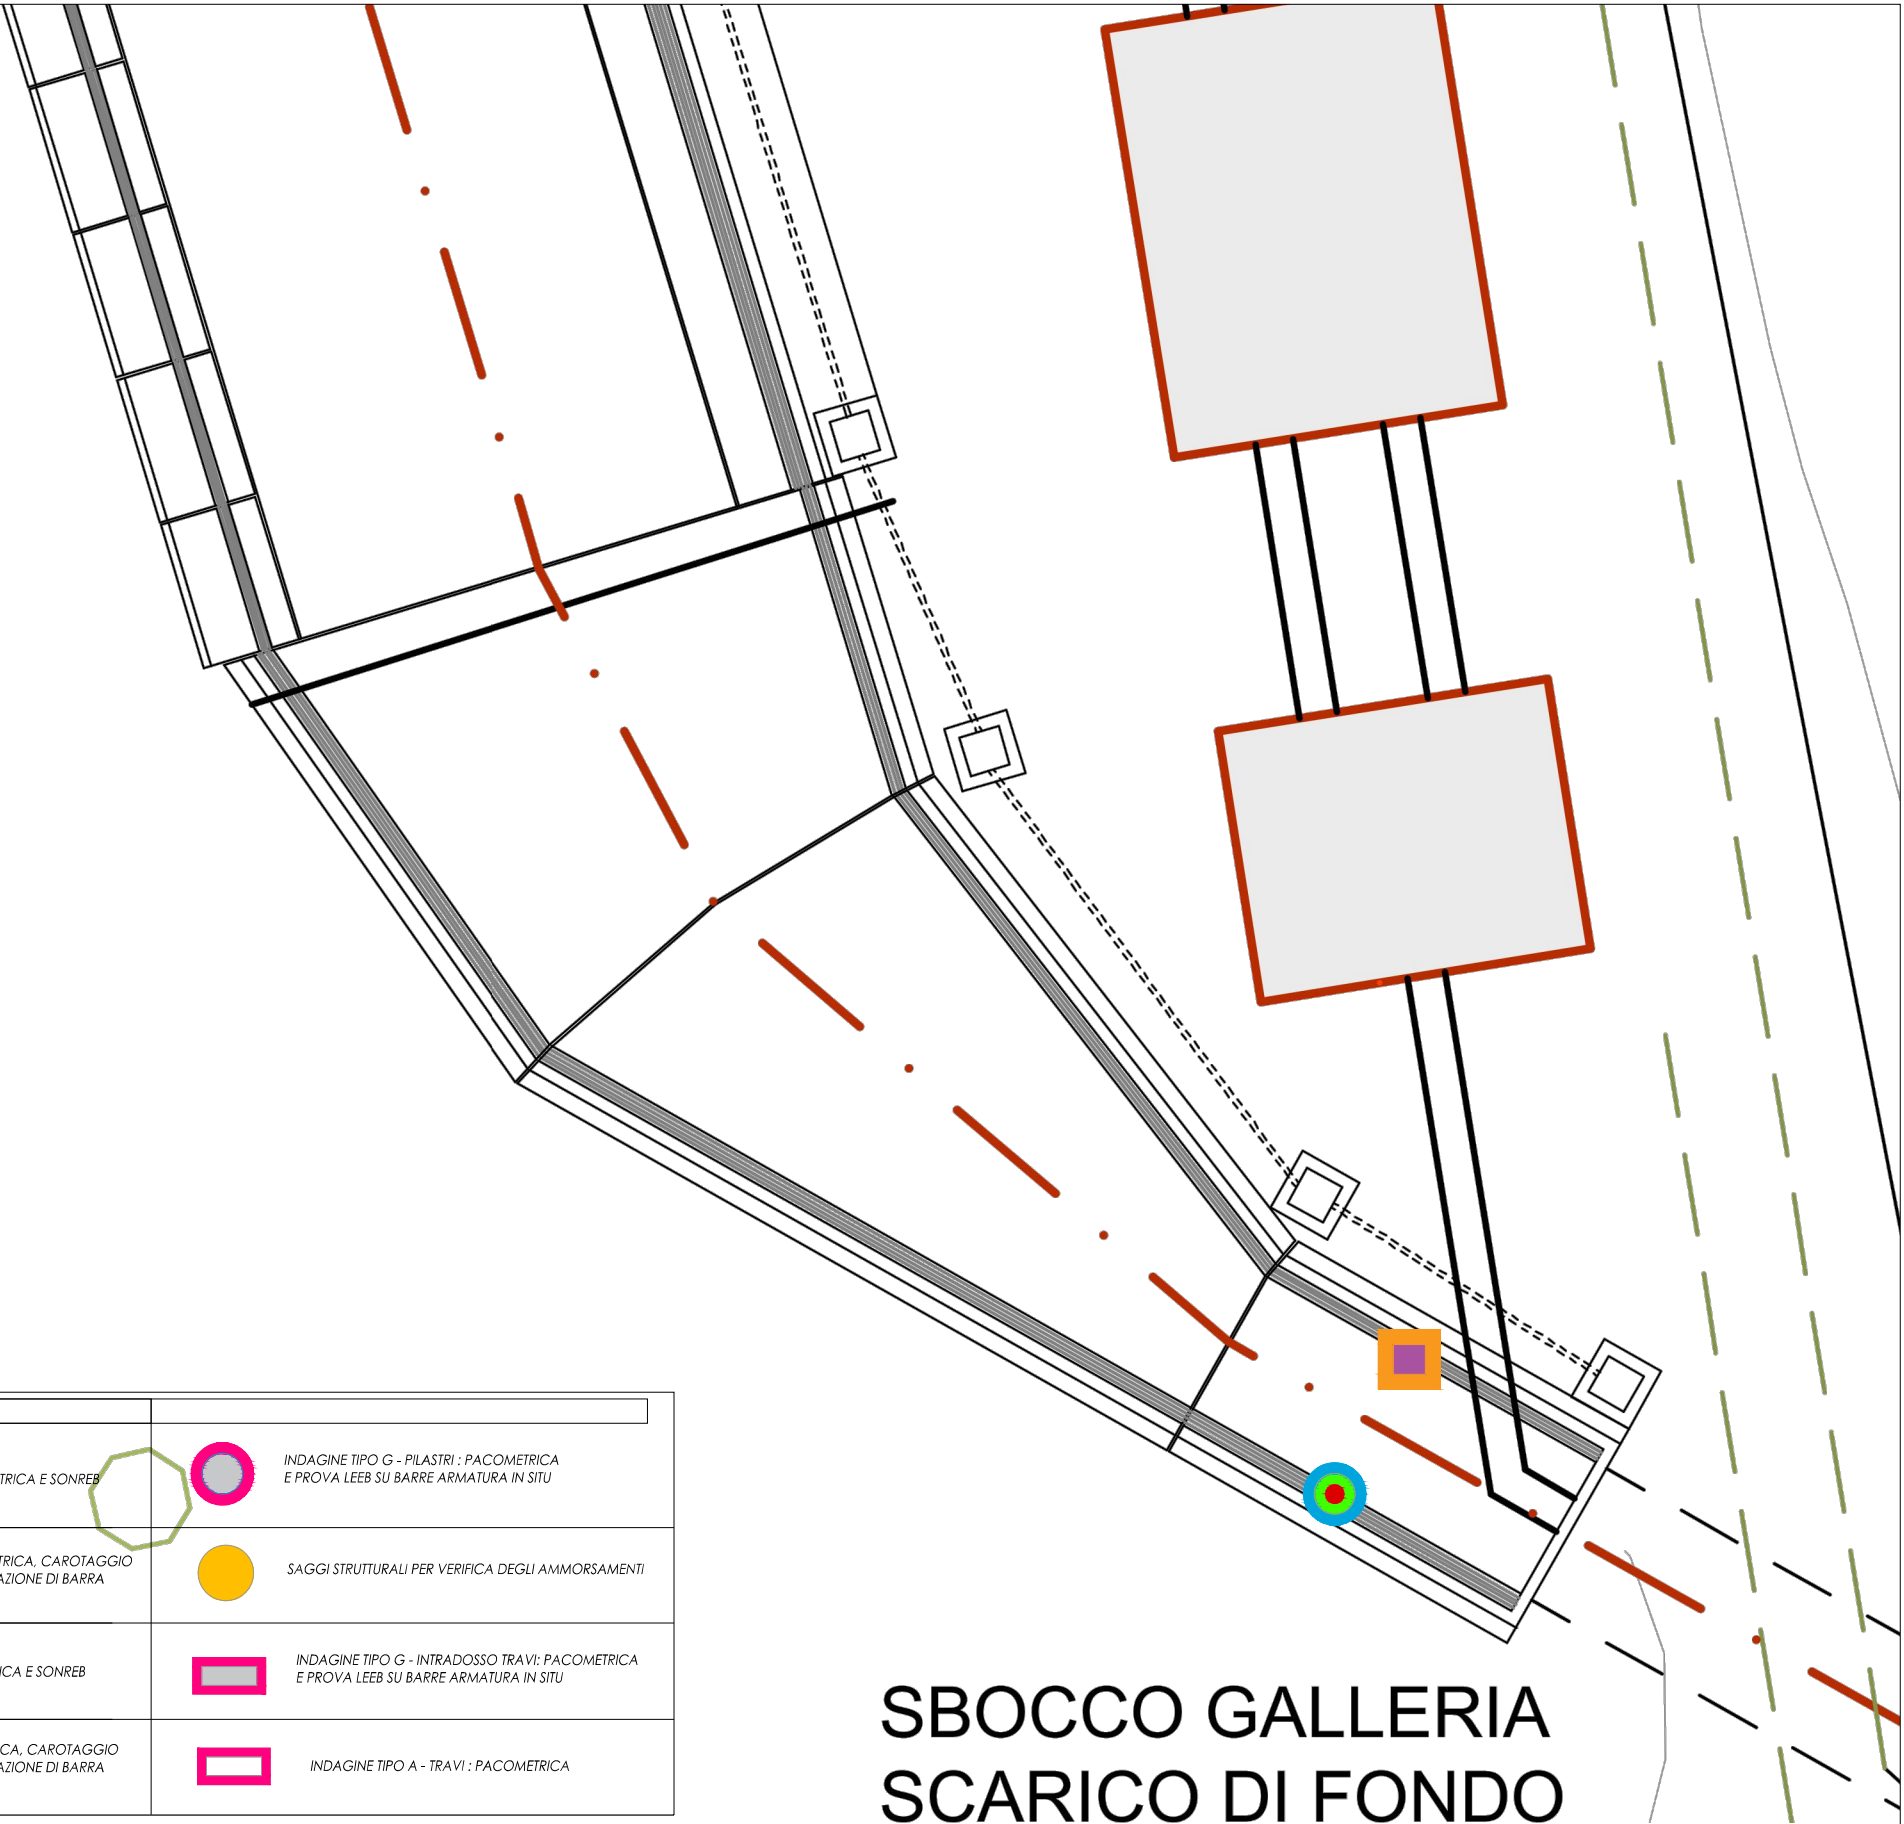 TRICA E SONREB
INDAGINE TIPO G - PILASTRI : PACOMETRICA
E PROVA LEEB SU BARRE ARMATURA IN SITU
TRICA, CAROTAGGIO
AZIONE DI BARRA
SAGGI STRUTTURALI PER VERIFICA DEGLI AMMORSAMENTI
ICA E SONREB
INDAGINE TIPO G - INTRADOSSO TRAVI: PACOMETRICA
E PROVA LEEB SU BARRE ARMATURA IN SITU
CA, CAROTAGGIO
AZIONE DI BARRA
INDAGINE TIPO A - TRAVI : PACOMETRICA
SBOCCO GALLERIA
SCARICO DI FONDO